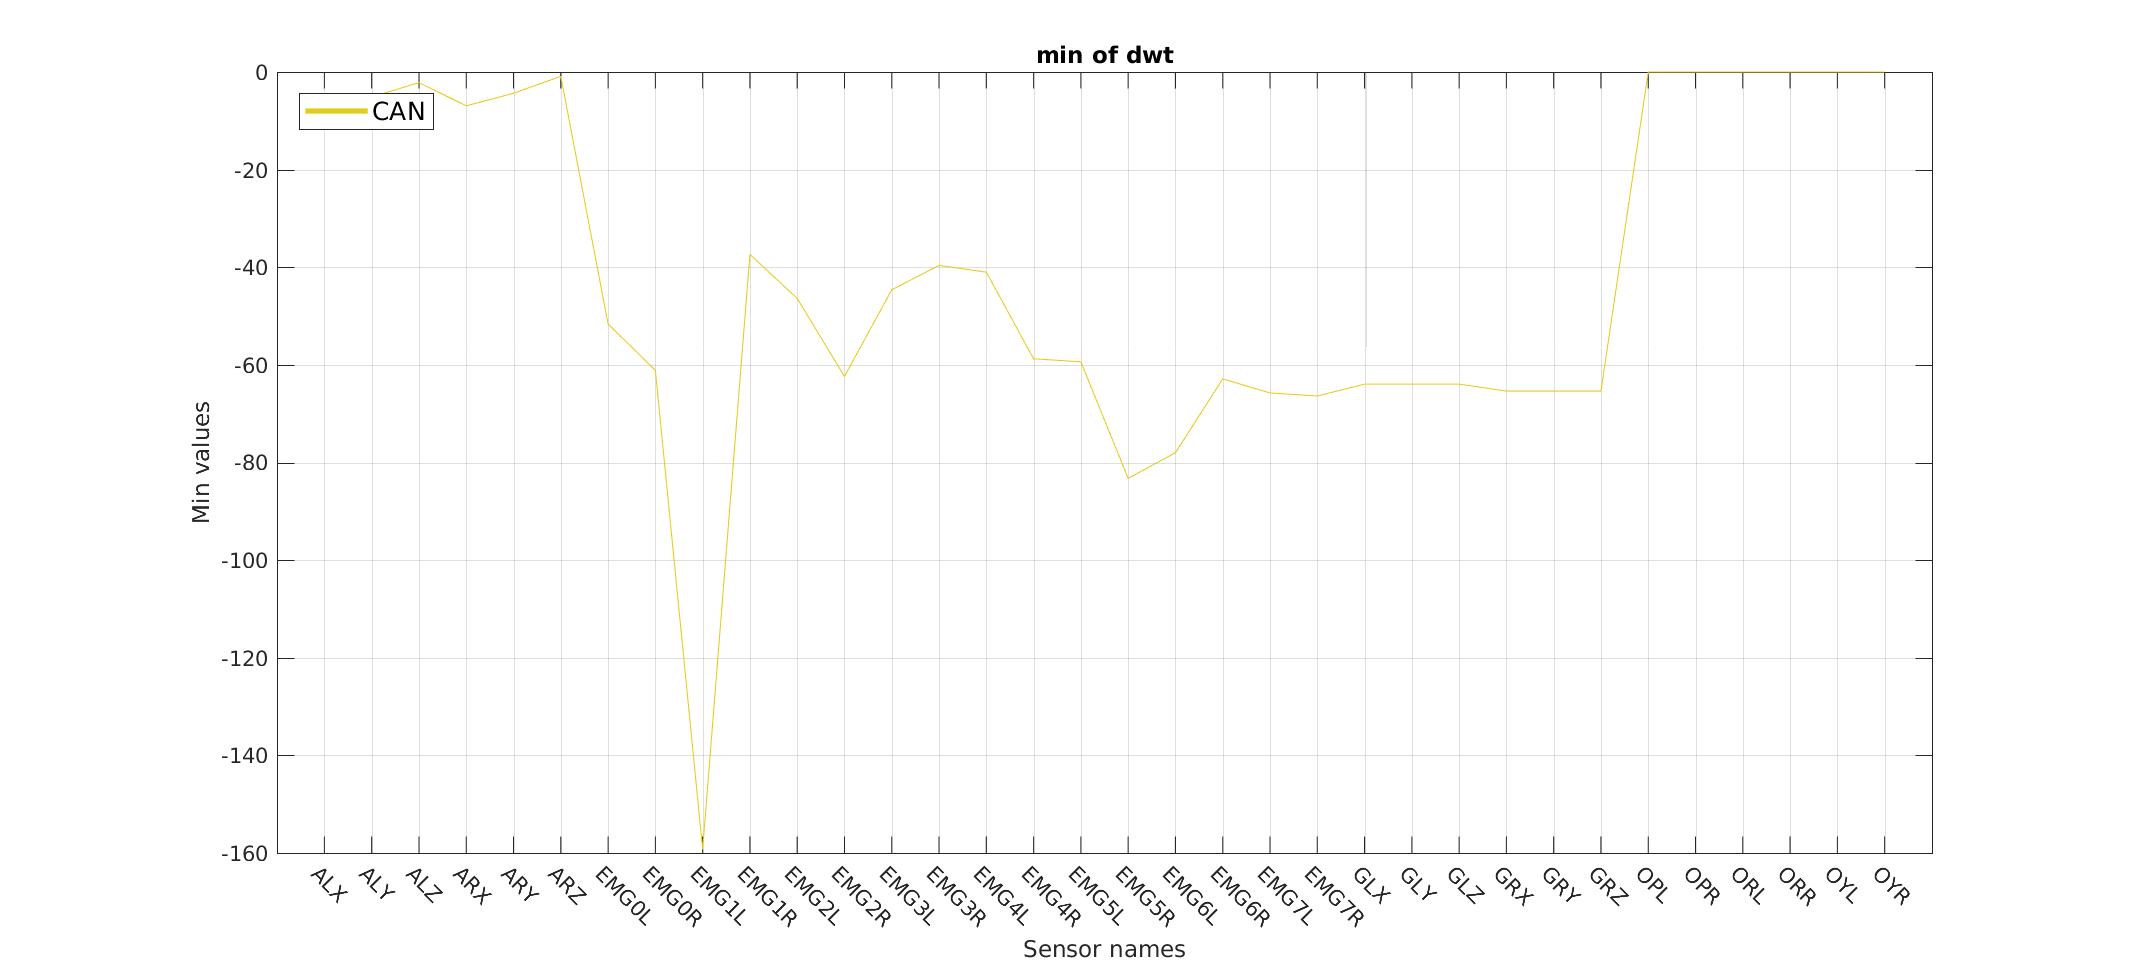 min of dwt
CAN
0
-20
-40
-60
-80
-100
-120
-140
-160
Min values
ALX
ALY
ALZ
ARX
ARY
ARZ
EMG0L
EMG0R
EMG1L
EMG1R
EMG2L
EMG2R
EMG3L
EMG3R
EMG4L
EMG4R
EMG5L
EMG5R
EMG6L
EMG6R
EMG7L
EMG7R
GLX
GLY
GLZ
GRX
GRY
GRZ
OPL
OPR
ORL
ORR
OYL
OYR
Sensor names